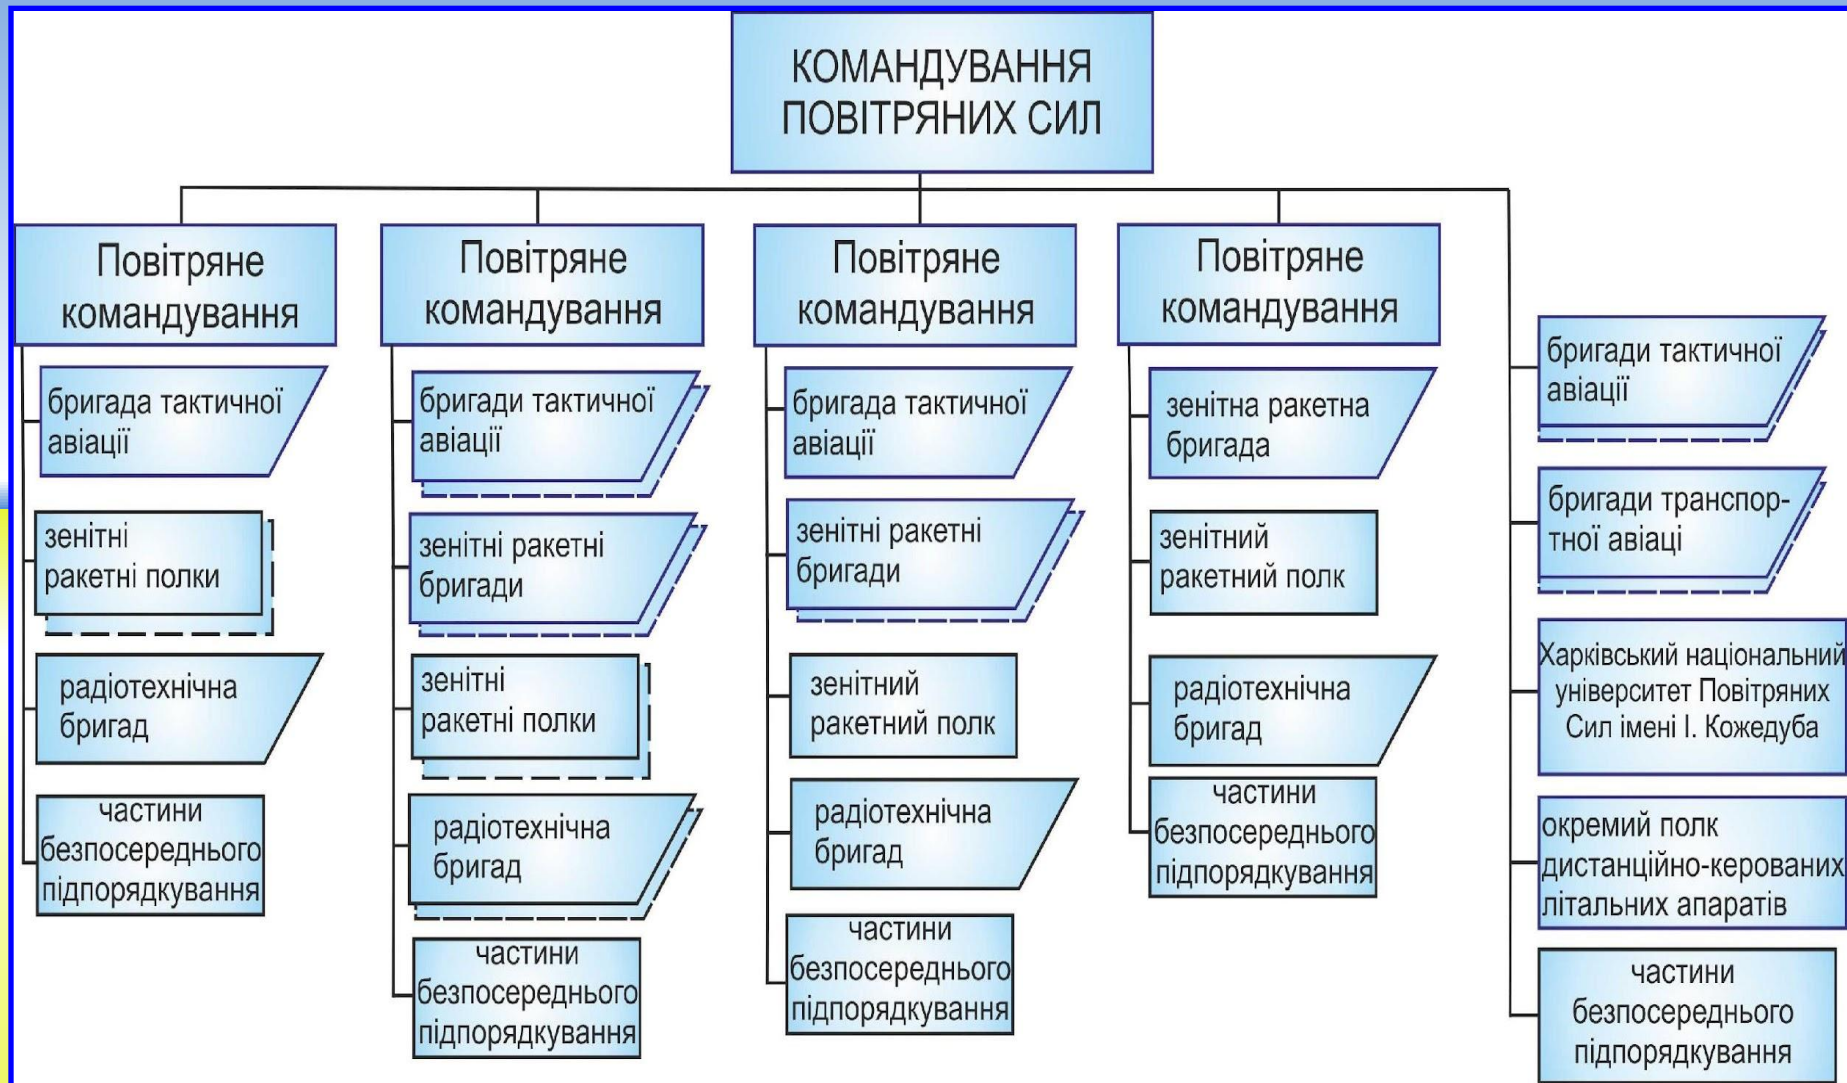 КОМАНДУВАННЯ
ПОВІТРЯНИХ СИЛ
Повітряне
командування
бригада тактичної
авіації
зенітні
ракетні полки
радіотехнічна
бригад
частини
безпосереднього
підпорядкування
Повітряне
командування
бригади тактичної
авіації
зенітні ракетні
бригади
зенітні
ракетні полки
радіотехнічна
бригад
частини
безпосереднього
підпорядкування
Повітряне
командування
бригада тактичної
авіації
зенітні ракетні
бригади
зенітний
ракетний полк
радіотехнічна
бригад
частини
безпосереднього
підпорядкування
Повітряне
командування
зенітна ракетна
бригада
зенітний
ракетний полк
радіотехнічна
бригад
частини
безпосереднього
підпорядкування
бригади тактичної
авіації
бригади транспор-
тної авіаці
Харківський національний
університет Повітряних
Сил імені І. Кожедуба
окремий полк
дистанційно-керованих
літальних апаратів
частини
безпосереднього
підпорядкування